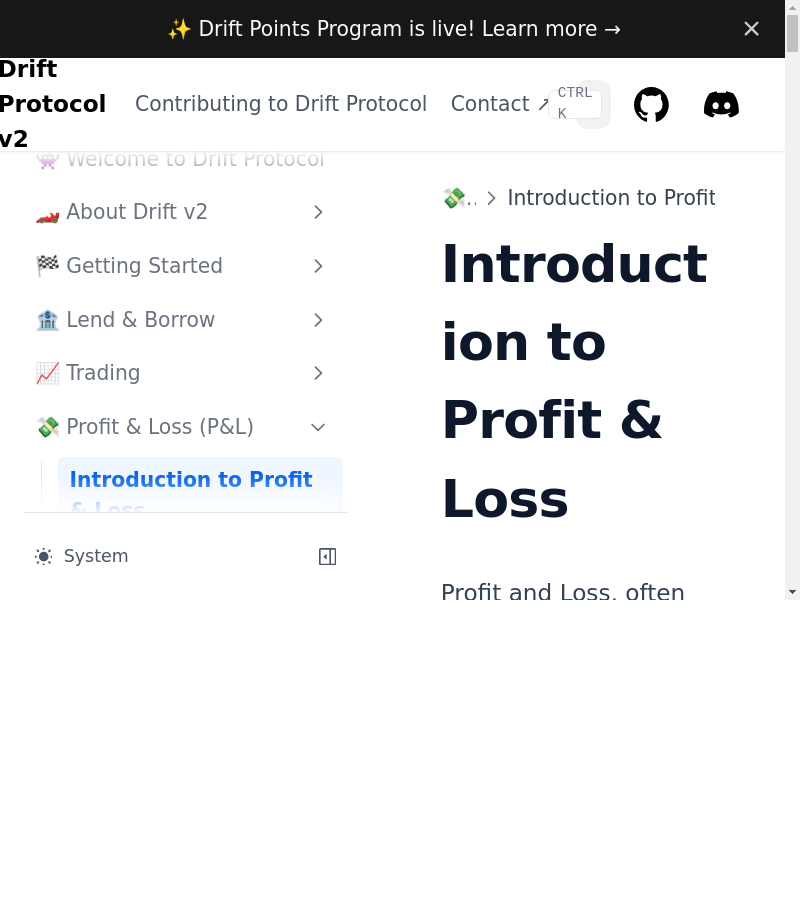 ✨ Drift Points Program is live! Learn more →
Drift Protocol v2
Contributing to Drift Protocol
Contact ↗
CTRL K
👾 Welcome to Drift Protocol
🏎️ About Drift v2
🏁 Getting Started
🏦 Lend & Borrow
📈 Trading
💸 Profit & Loss (P&L)
Introduction to Profit
& Loss
System
💸.. > Introduction to Profit
Introduct
ion to
Profit &
Loss
Profit and Loss, often